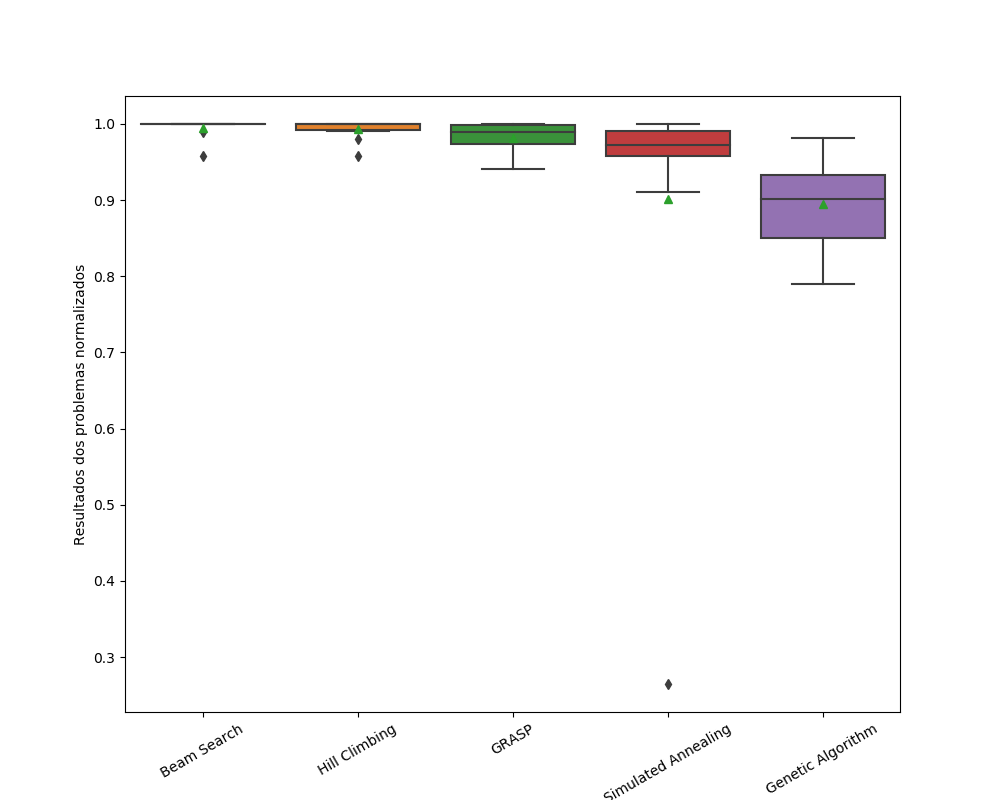 Resultados dos problemas normalizados
1.0
0.9
0.8
0.7
0.6
0.5
0.4
0.3
Beam Search
Hill Climbing
GRASP
Simulated Annealing
Genetic Algorithm